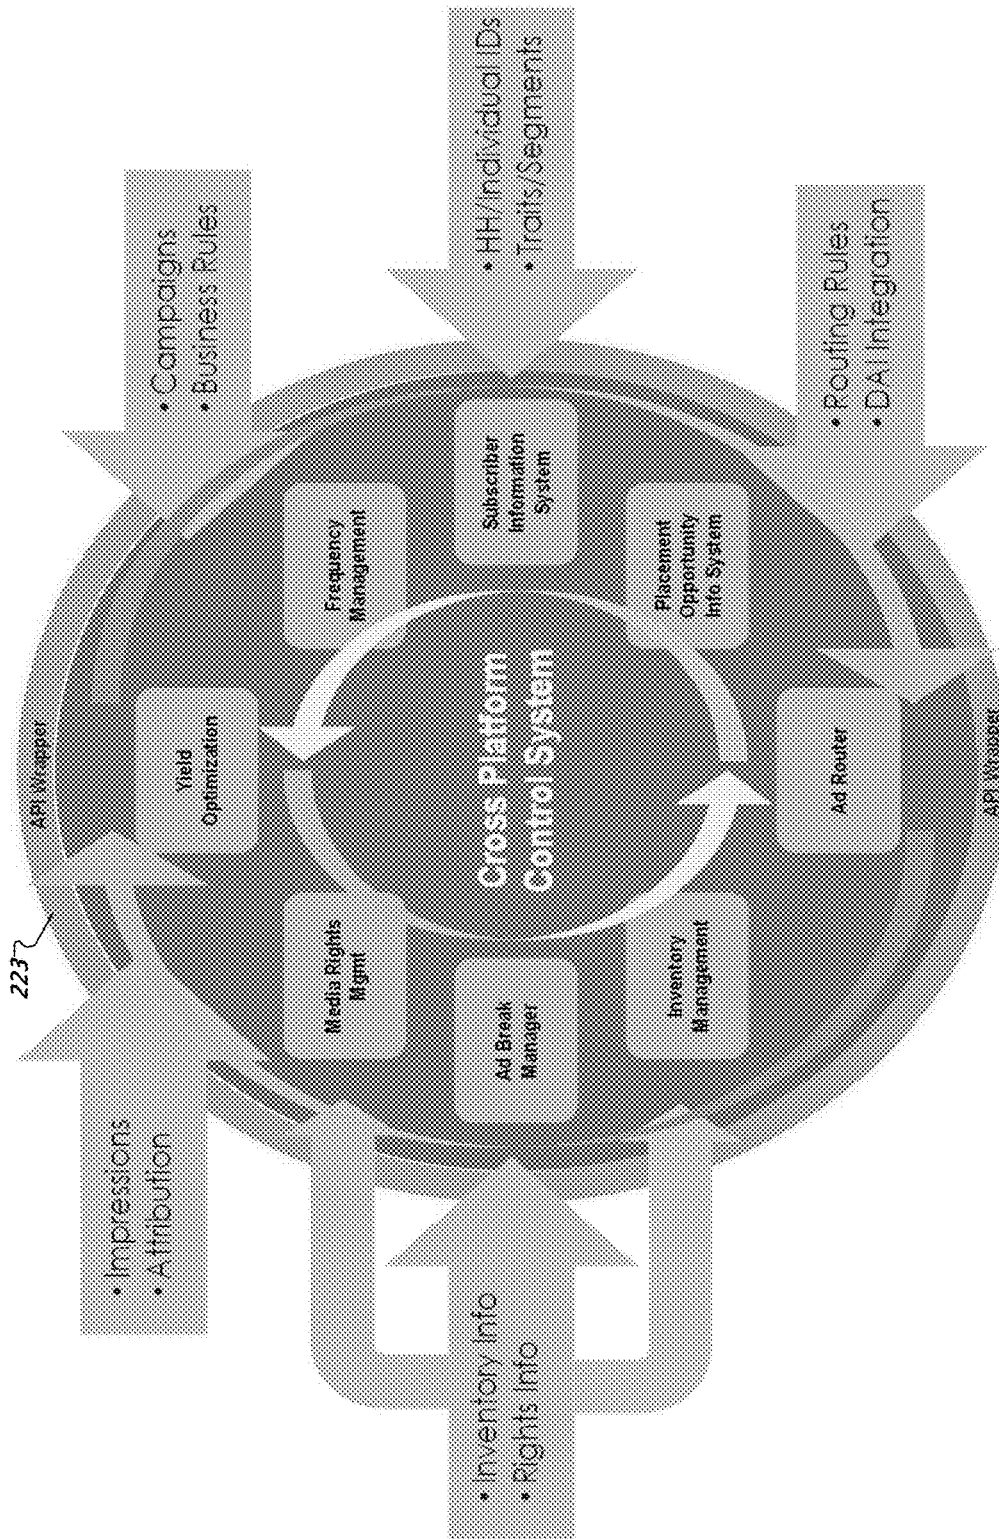 223
API Wrapper
• Impressions
• Attribution
• Campaigns
• Business Rules
Yield
Optimization
Media Rights
Mgmt
Frequency
Management
• Inventory Info
• Rights Info
Ad Break
Manager
Cross Platform
Control System
Subscriber
Information
System
• HH/Individual IDs
• Traits/Segments
Inventory
Management
Placement
Opportunity
Info System
Ad Router
• Routing Rules
• DAI Integration
API Wrapper